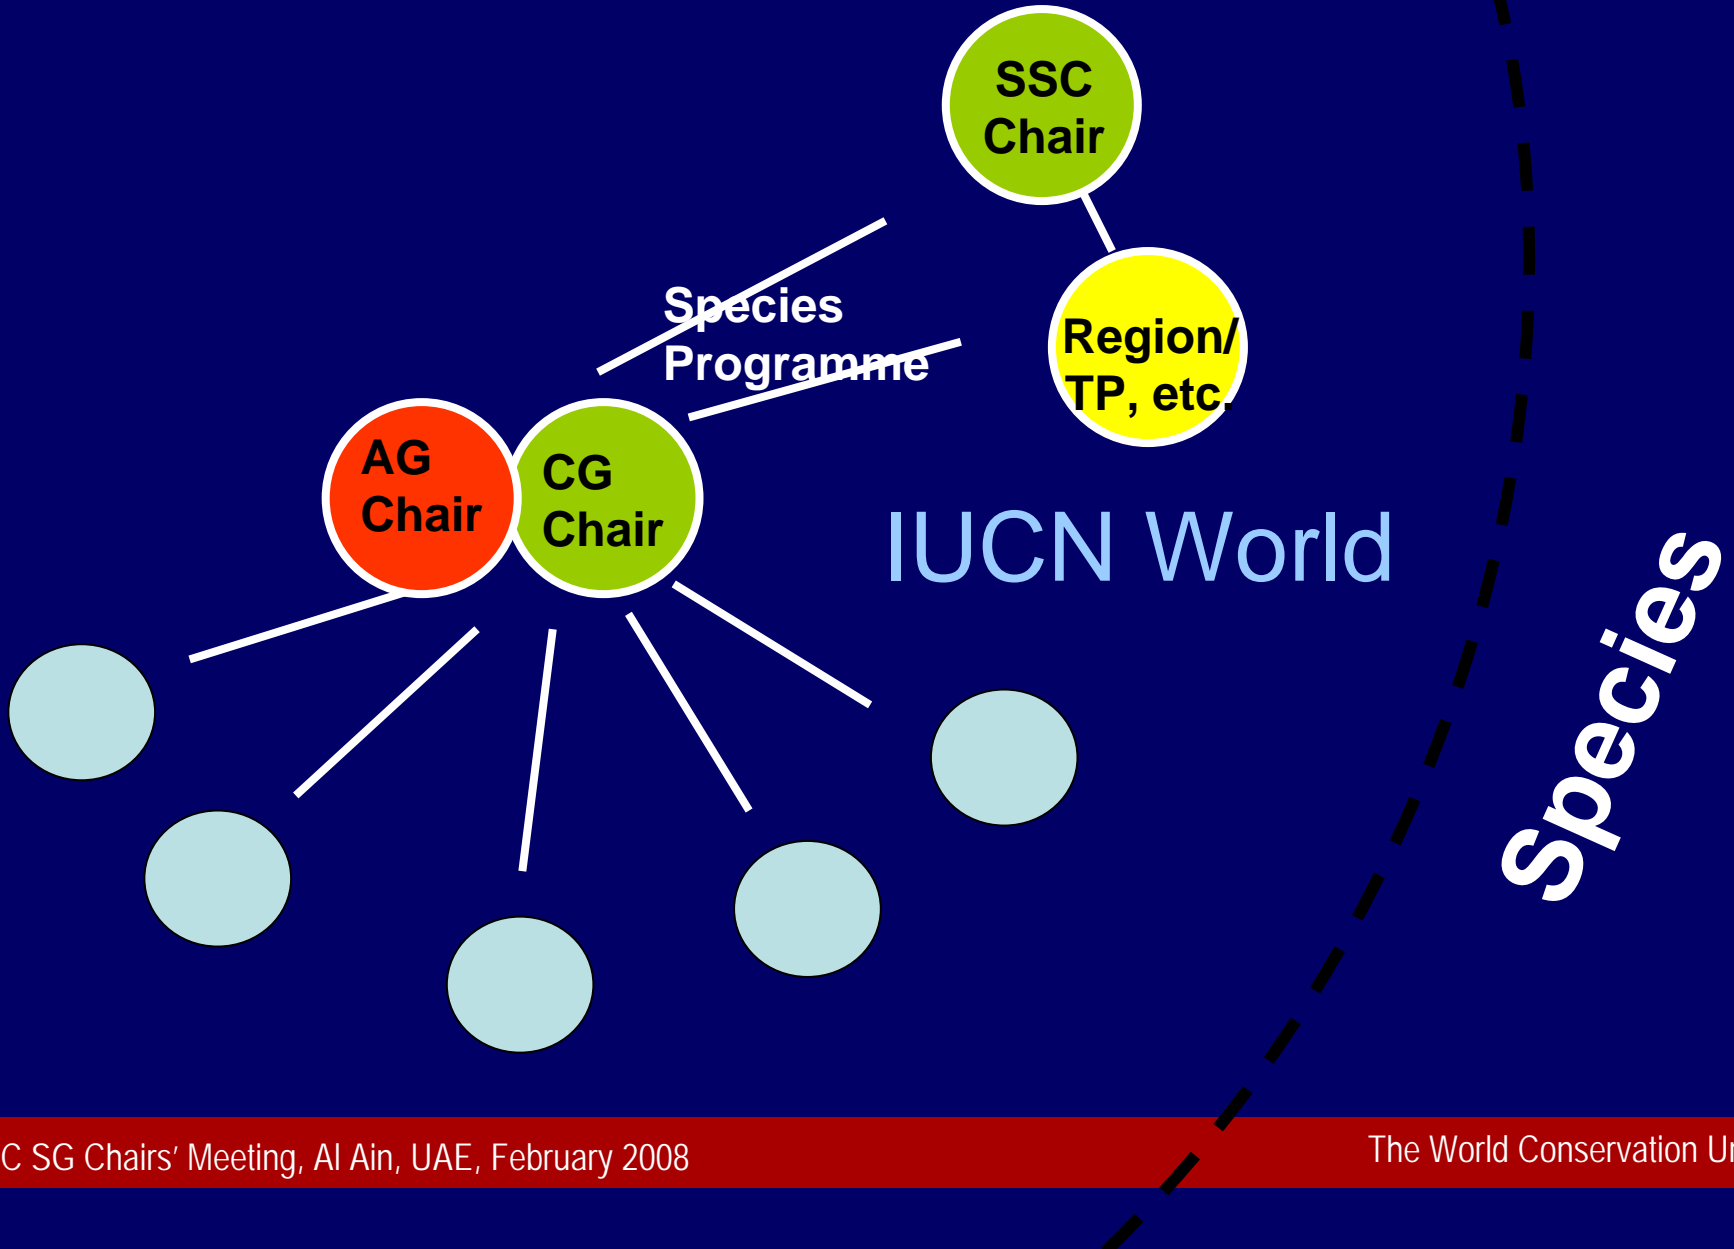 SSC
Chair
Species
Programme
Region/
TP, etc.
AG
Chair
CG
Chair
IUCN World
Species
C SG Chairs’ Meeting, Al Ain, UAE, February 2008
The World Conservation